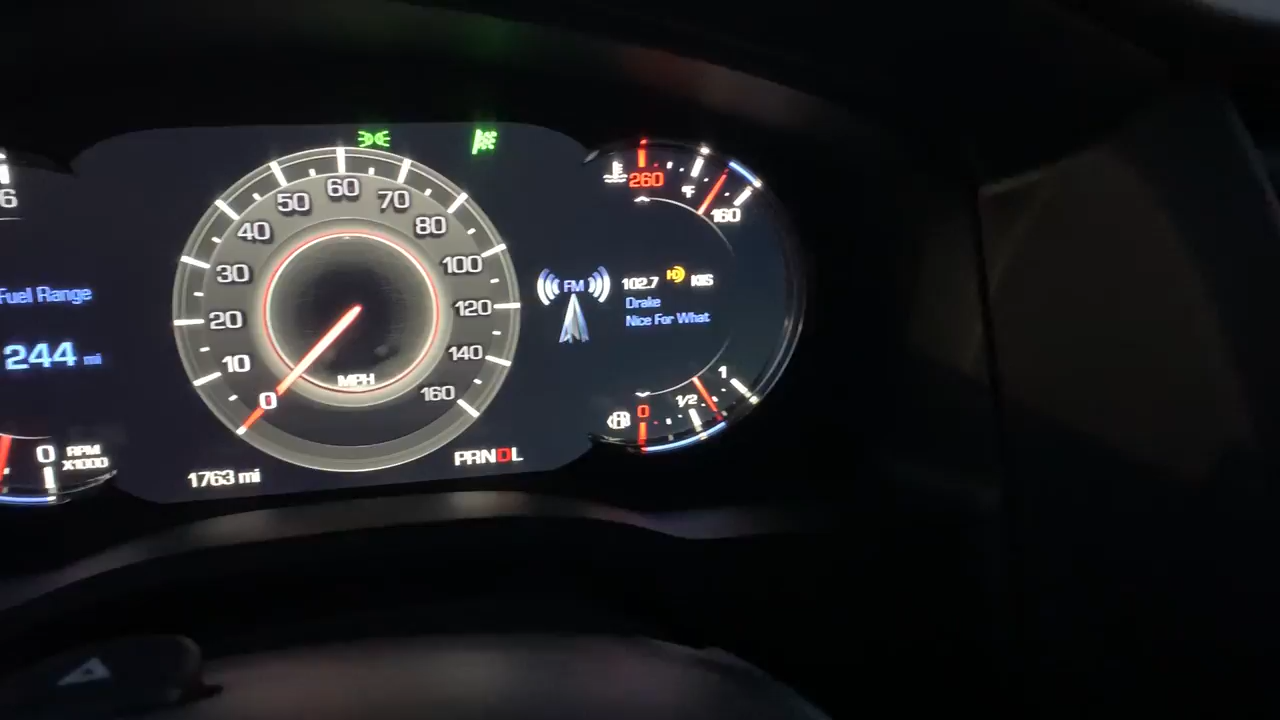 6
Fuel Range
244 mi
0 RPM
X1000
0
10
20
30
40
50
60
70
80
100
120
140
160
MPH
1763 mi
PRNDL
260
°F
160
FM
102.7 HD KIIS
Drake
Nice For What
0
1/2
1